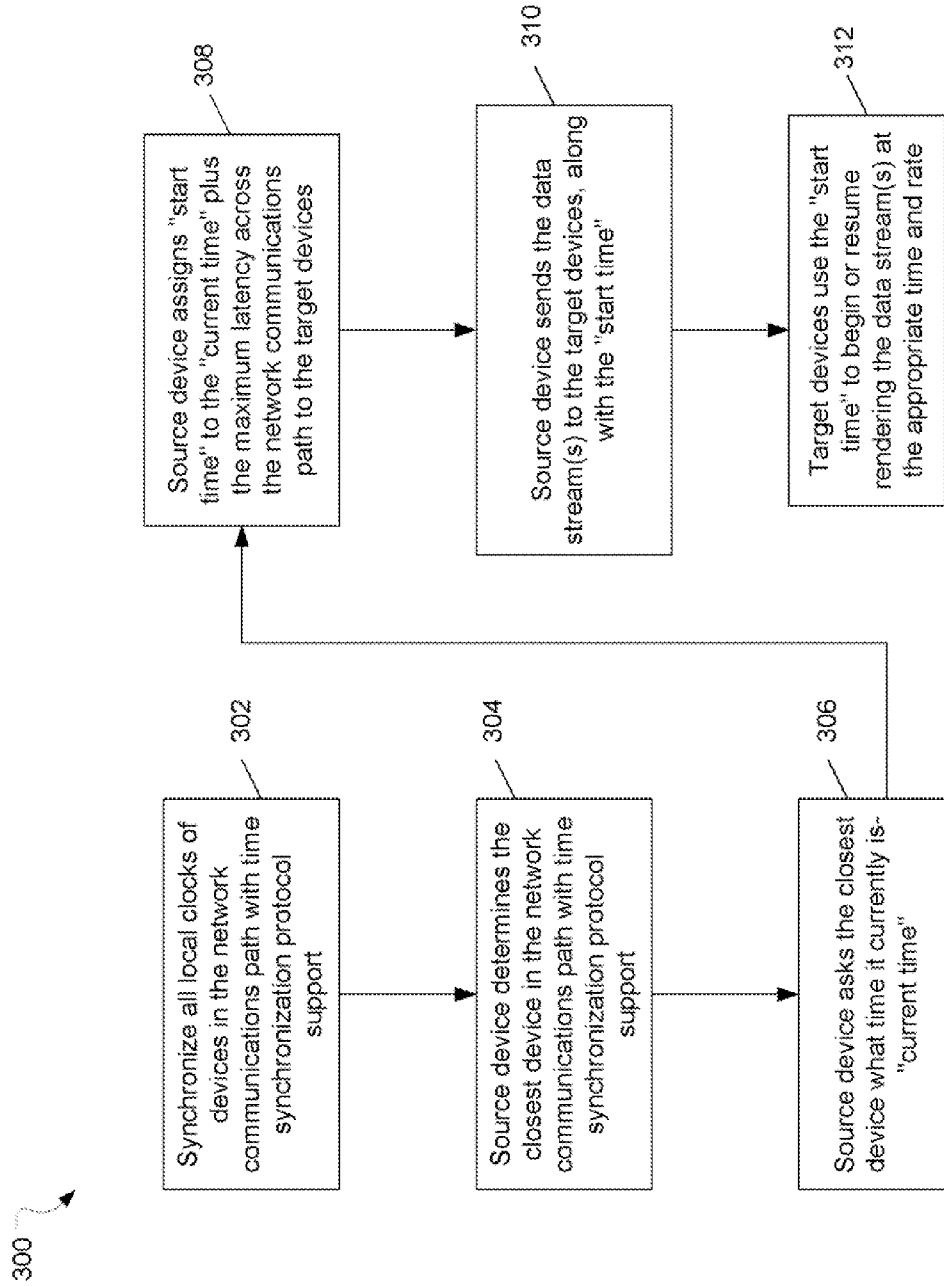 300
Synchronize all local clocks of
devices in the network
communications path with time
synchronization protocol
support
302
Source device determines the
closest device in the network
communications path with time
synchronization protocol
support
304
Source device asks the closest
device what time it currently is-
"current time"
306
Source device assigns "start
time" to the "current time" plus
the maximum latency across
the network communications
path to the target devices
308
Source device sends the data
stream(s) to the target devices, along
with the "start time"
310
Target devices use the "start
time" to begin or resume
rendering the data stream(s) at
the appropriate time and rate
312